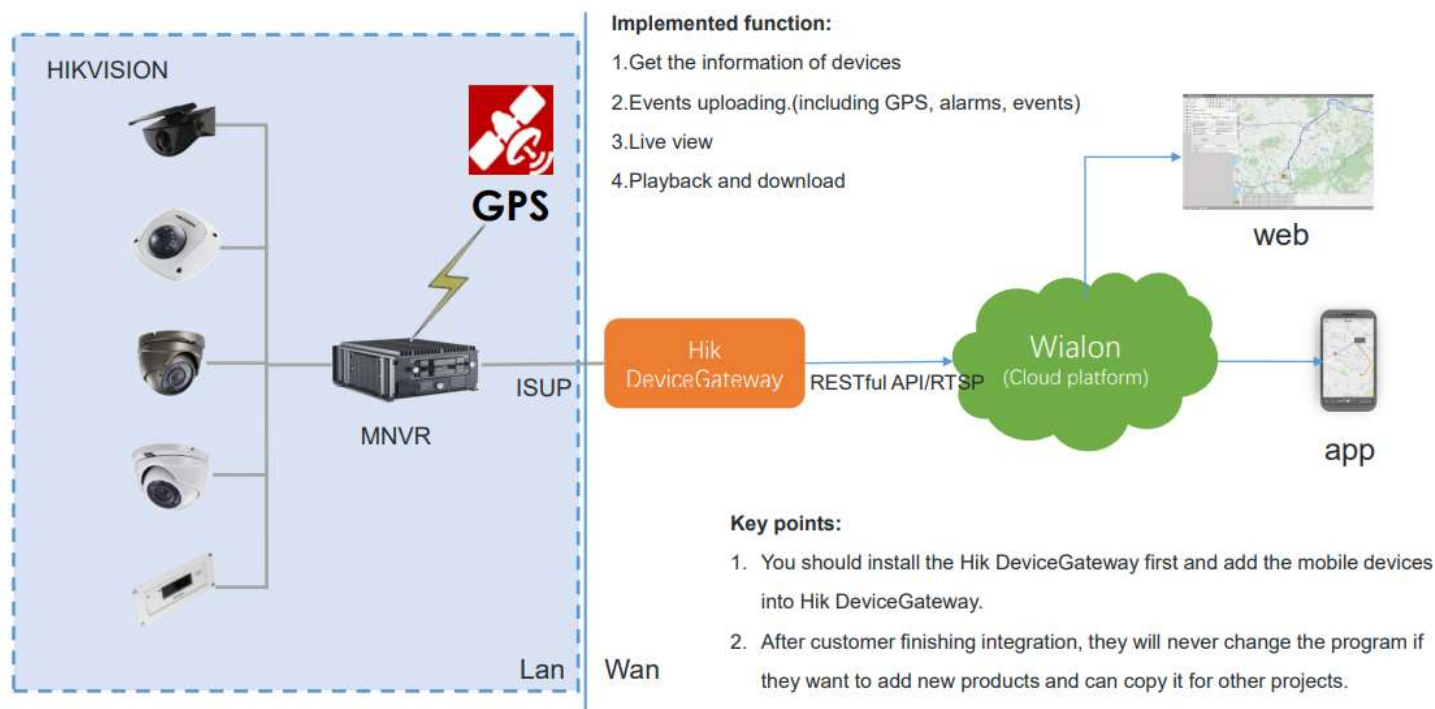 HIKVISION
GPS
MNVR
ISUP
Lan
Wan
Implemented function:
1.Get the information of devices
2.Events uploading.(including GPS, alarms, events)
3.Live view
4.Playback and download
Hik
DeviceGateway
RESTful API/RTSP
Wialon
(Cloud platform)
web
app
Key points:
1. You should install the Hik DeviceGateway first and add the mobile devices
into Hik DeviceGateway.
2. After customer finishing integration, they will never change the program if
they want to add new products and can copy it for other projects.